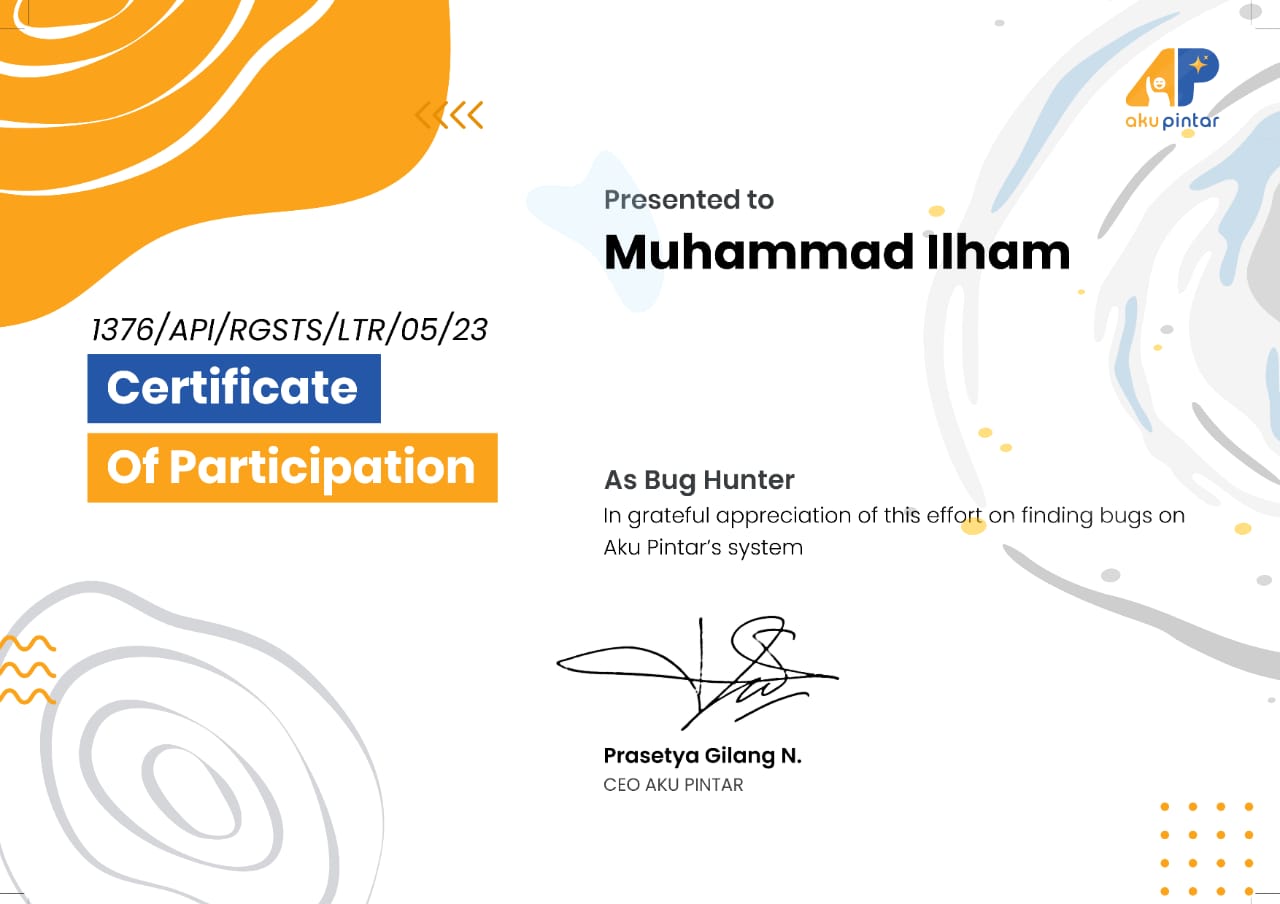 aku pintar
Presented to
Muhammad Ilham
1376/API/RGSTS/LTR/05/23
Certificate
Of Participation
As Bug Hunter
In grateful appreciation of this effort on finding bugs on
Aku Pintar's system
Prasetya Gilang N.
CEO AKU PINTAR